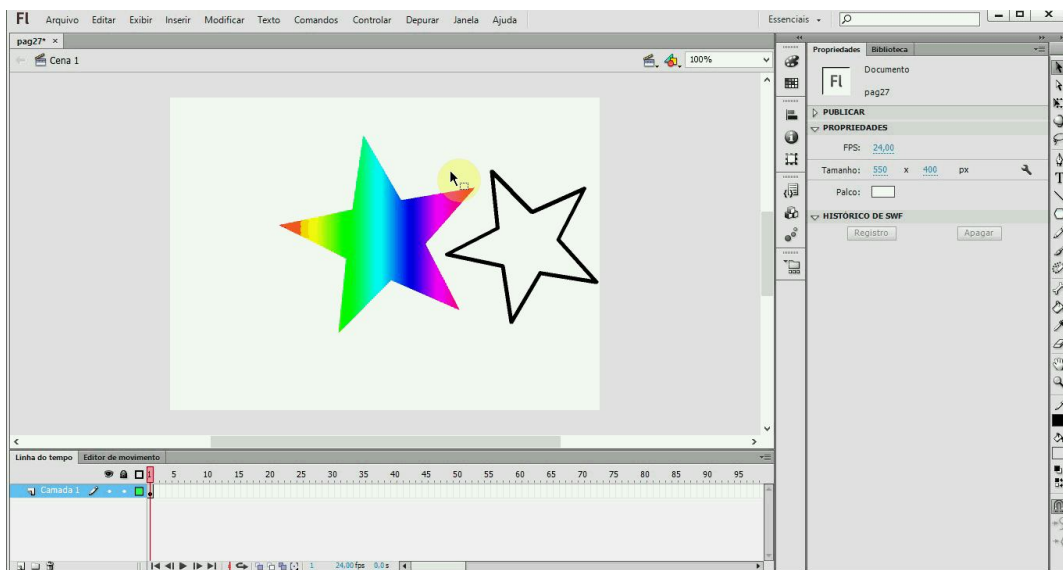 Fl Arquivo Editar Exibir Inserir Modificar Texto Comandos Controlar Depurar Janela Ajuda Essenciais
pag27* ×
Cena 1 100%
Propriedades Biblioteca
Fl Documento
pag27
PUBLICAR
PROPRIEDADES
FPS: 24,00
Tamanho: 550 x 400 px
Palco:
HISTÓRICO DE SWF
Registro Apagar
Linha do tempo Editor de movimento
1 5 10 15 20 25 30 35 40 45 50 55 60 65 70 75 80 85 90 95
Camada 1
1 24,00 fps 0,0 s